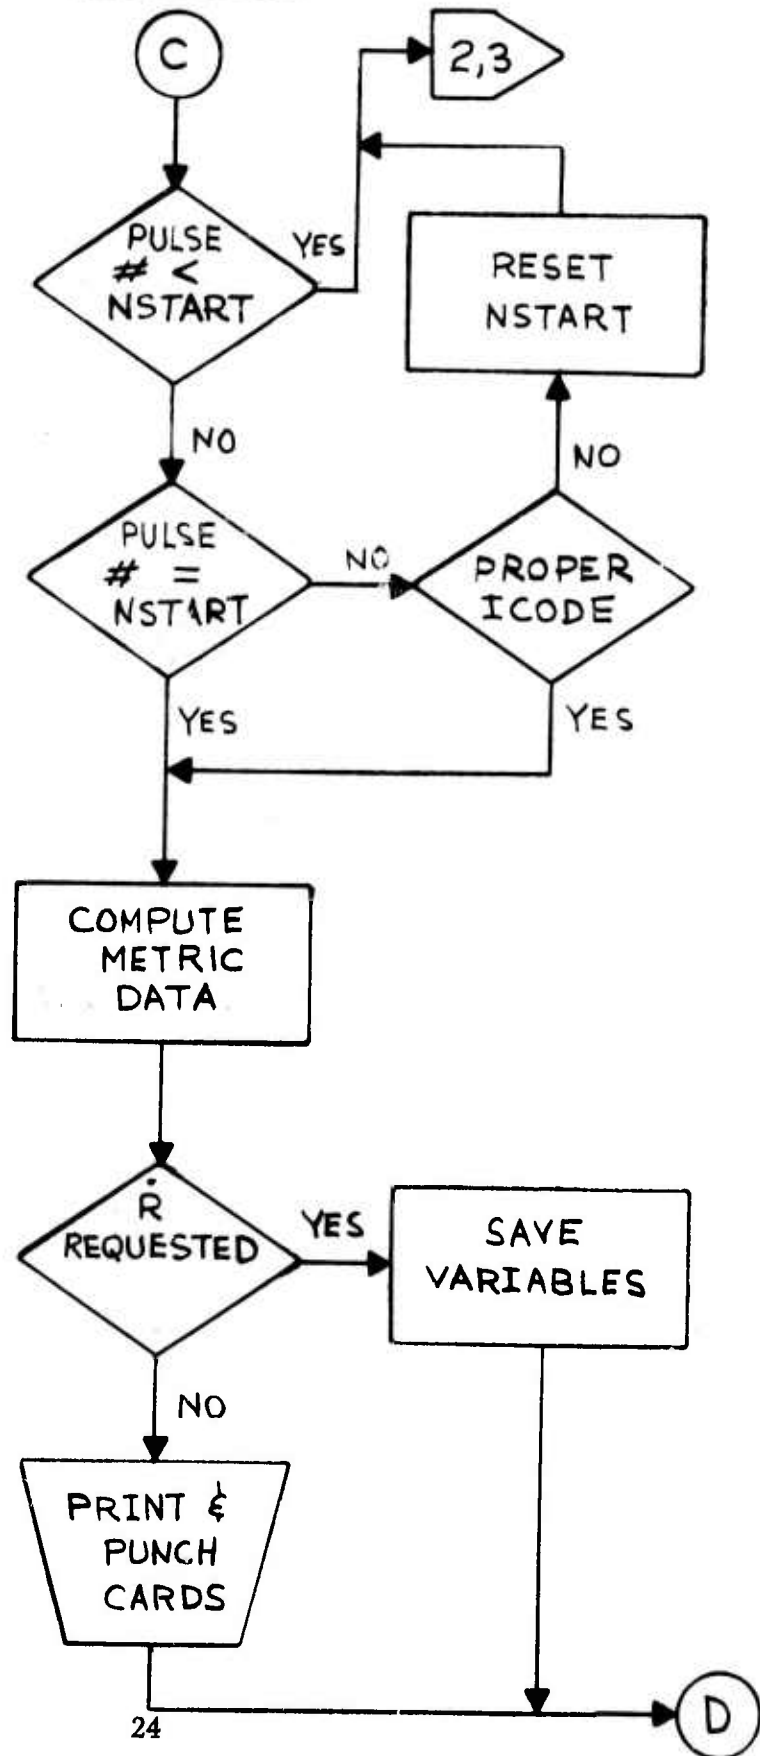 C
2,3
PULSE
# <
NSTART
YES
RESET
NSTART
NO
NO
PULSE
# =
NSTART
NO
PROPER
ICODE
YES
YES
COMPUTE
METRIC
DATA
Ṙ
REQUESTED
YES
SAVE
VARIABLES
NO
PRINT &
PUNCH
CARDS
24
D